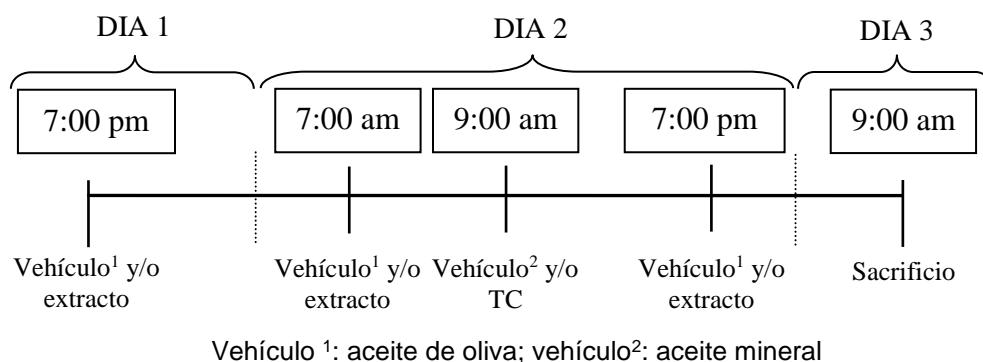 DIA 1 DIA 2 DIA 3
7:00 pm 7:00 am 9:00 am 7:00 pm 9:00 am
Vehículo¹ y/o Vehículo¹ y/o Vehículo² y/o Vehículo¹ y/o Sacrificio
extracto extracto TC extracto
Vehículo ¹: aceite de oliva; vehículo²: aceite mineral